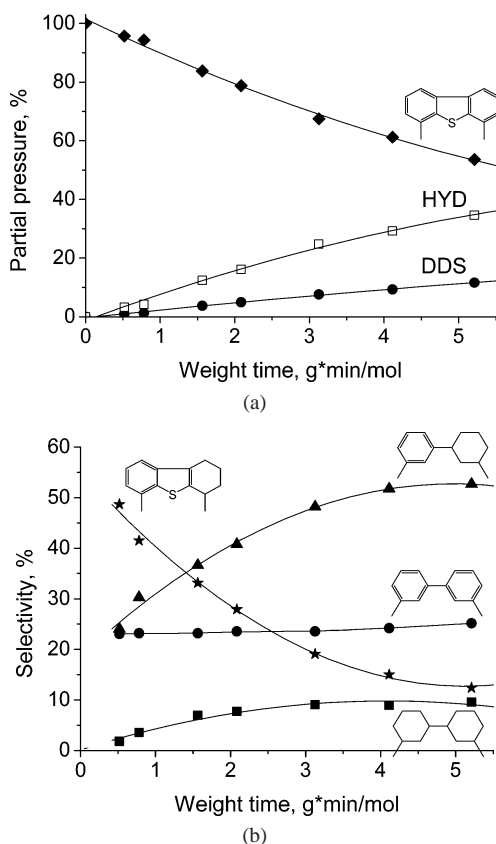 100
80
60
40
20
0
Partial pressure, %
S
HYD
DDS
0 1 2 3 4 5
Weight time, g*min/mol
(a)
60
50
40
30
20
10
0
Selectivity, %
S
0 1 2 3 4 5
Weight time, g*min/mol
(b)